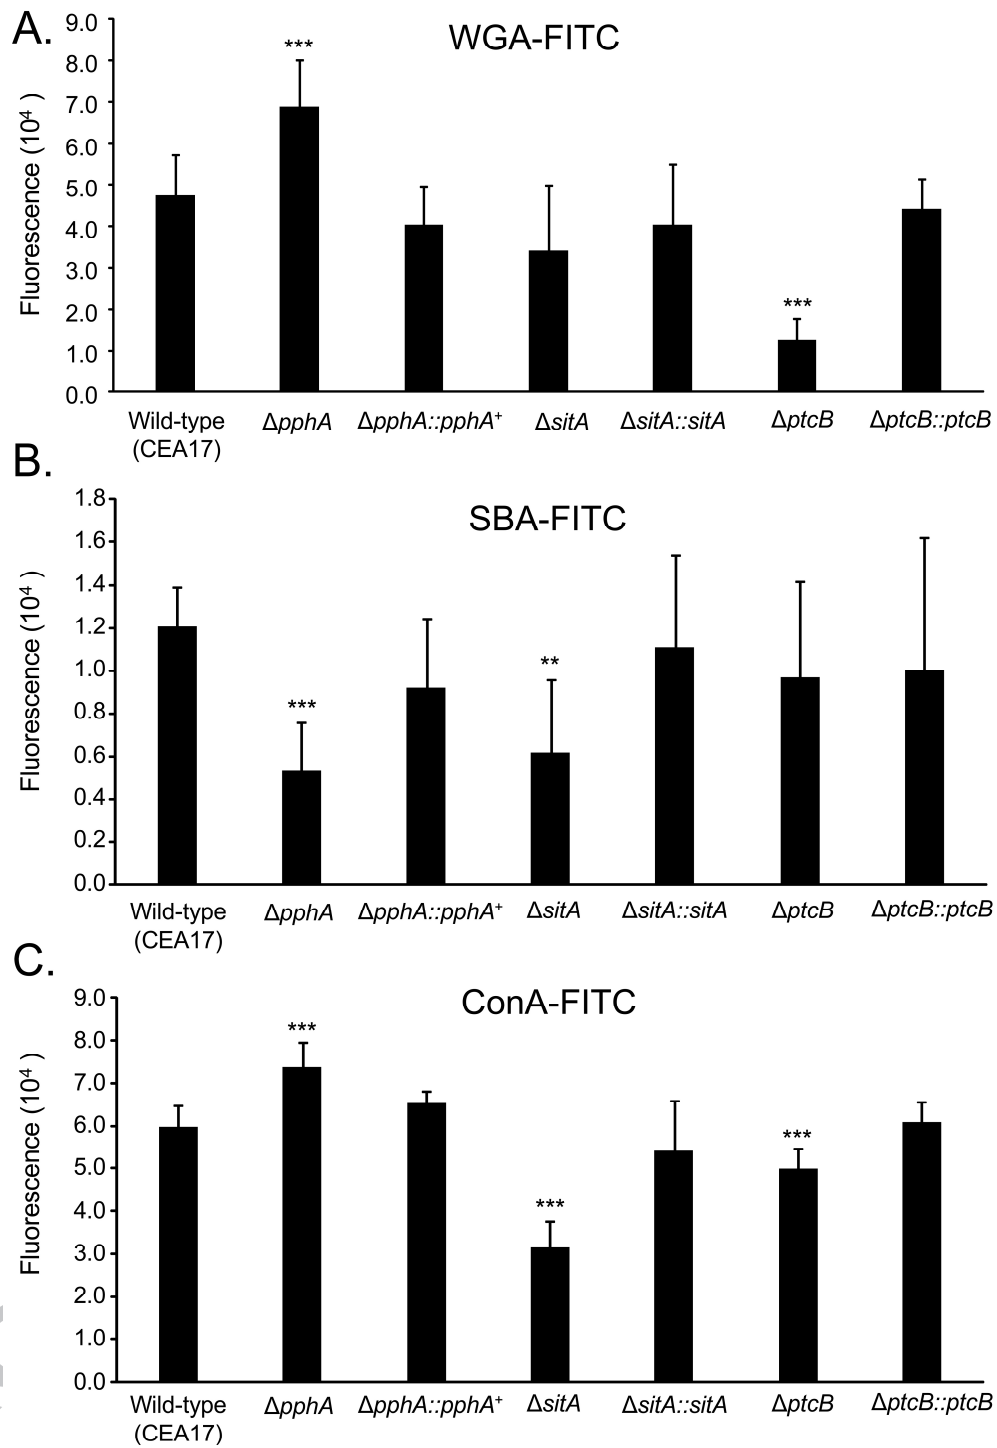 A.
WGA-FITC
Fluorescence (10⁴ )
9.0
8.0
7.0
6.0
5.0
4.0
3.0
2.0
1.0
0.0
***
***
Wild-type (CEA17)
ΔpphA
ΔpphA::pphA⁺
ΔsitA
ΔsitA::sitA
ΔptcB
ΔptcB::ptcB
B.
SBA-FITC
Fluorescence (10⁴ )
1.8
1.6
1.4
1.2
1.0
0.8
0.6
0.4
0.2
0.0
***
**
Wild-type (CEA17)
ΔpphA
ΔpphA::pphA⁺
ΔsitA
ΔsitA::sitA
ΔptcB
ΔptcB::ptcB
C.
ConA-FITC
Fluorescence (10⁴ )
9.0
8.0
7.0
6.0
5.0
4.0
3.0
2.0
1.0
0.0
***
***
***
Wild-type (CEA17)
ΔpphA
ΔpphA::pphA⁺
ΔsitA
ΔsitA::sitA
ΔptcB
ΔptcB::ptcB